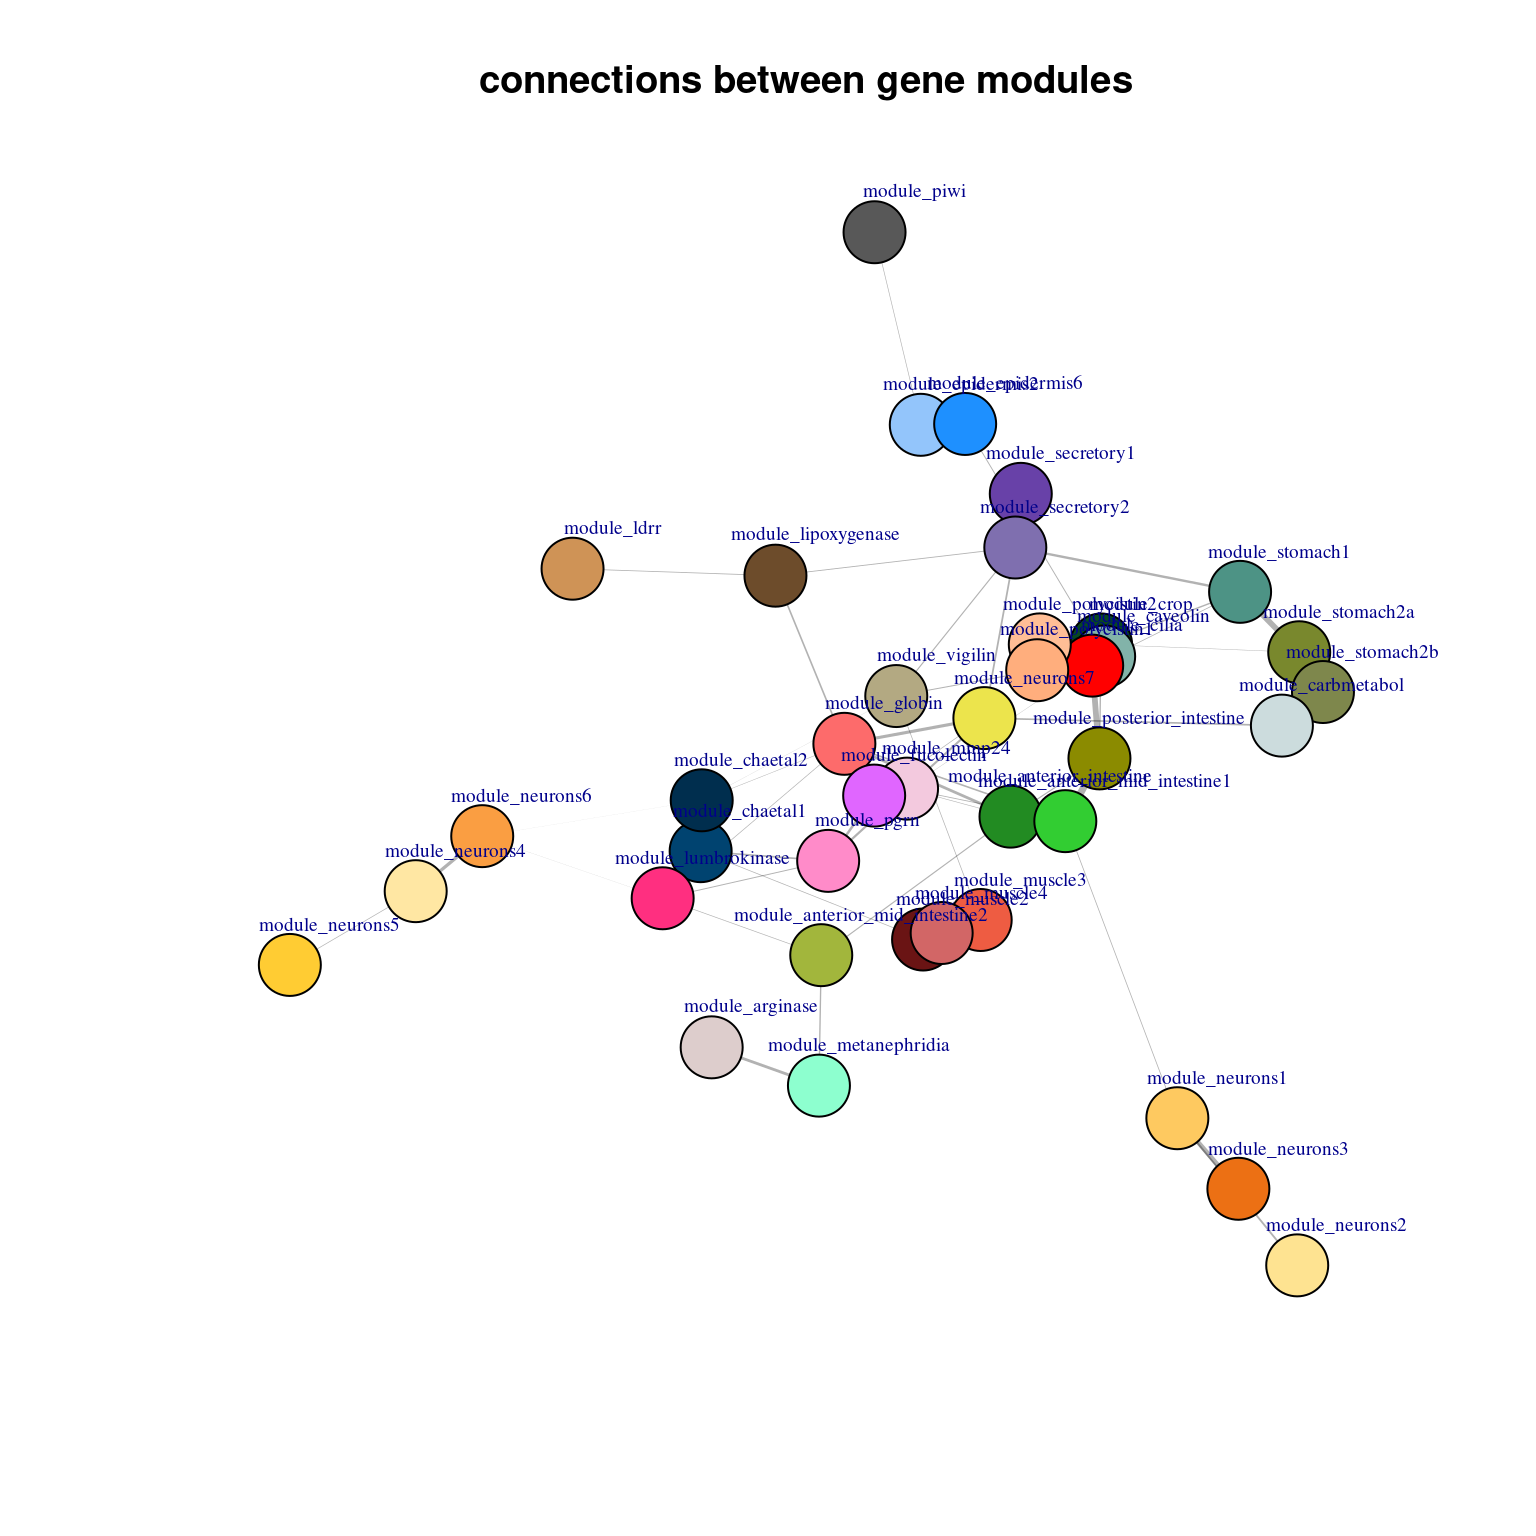 connections between gene modules
module_piwi
module_epidermis2
module_epidermis6
module_secretory1
module_secretory2
module_ldrr
module_lipoxygenase
module_stomach1
module_polycistin2
module_crop
module_stomach2a
module_caveolin
module_polycistin1
module_cilia
module_vigilin
module_stomach2b
module_neurons7
module_carbmetabol
module_globin
module_posterior_intestine
module_mmp24
module_fucolectin
module_chaetal2
module_anterior_intestine
module_anterior_mid_intestine1
module_neurons6
module_chaetal1
module_pgrn
module_neurons4
module_lumbrokinase
module_muscle3
module_muscle4
module_muscle2
module_anterior_mid_intestine2
module_neurons5
module_arginase
module_metanephridia
module_neurons1
module_neurons3
module_neurons2